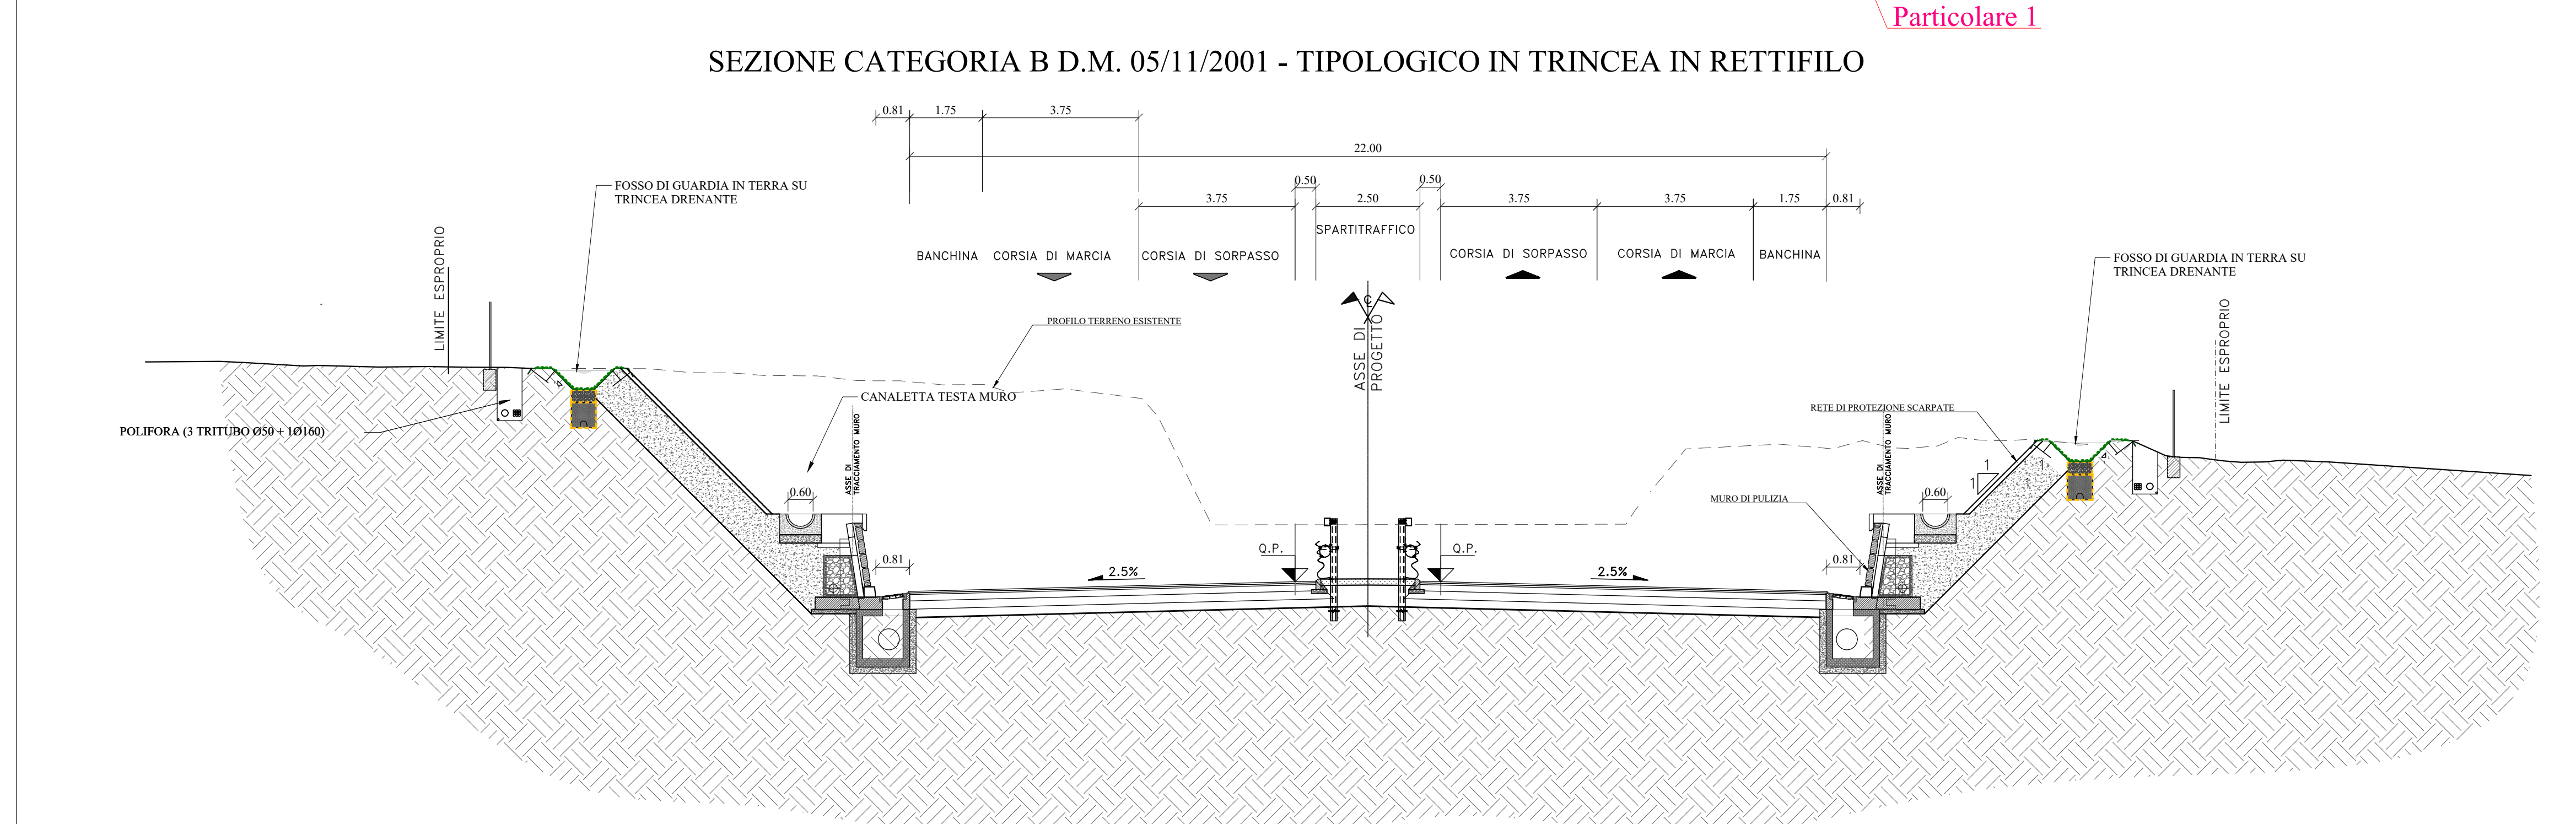 Particolare 1
SEZIONE CATEGORIA B D.M. 05/11/2001 - TIPOLOGICO IN TRINCEA IN RETTIFILO
0.81 1.75 3.75
22.00
0.50 0.50
3.75 2.50 3.75 3.75 1.75 0.81
SPARTITRAFFICO
BANCHINA CORSIA DI MARCIA CORSIA DI SORPASSO
CORSIA DI SORPASSO CORSIA DI MARCIA BANCHINA
FOSSO DI GUARDIA IN TERRA SU
TRINCEA DRENANTE
FOSSO DI GUARDIA IN TERRA SU
TRINCEA DRENANTE
LIMITE ESPROPRIO
LIMITE ESPROPRIO
PROFILO TERRENO ESISTENTE
ASSE DI
PROGETTO
CANALETTA TESTA MURO
POLIFORA (3 TRITUBO Ø50 + 1Ø160)
ASSE DI
TRACCIAMENTO MURO
RETE DI PROTEZIONE SCARPATE
ASSE DI
TRACCIAMENTO MURO
MURO DI PULIZIA
1
1
1
1
0.60
0.60
Q.P.
Q.P.
0.81
0.81
2.5%
2.5%